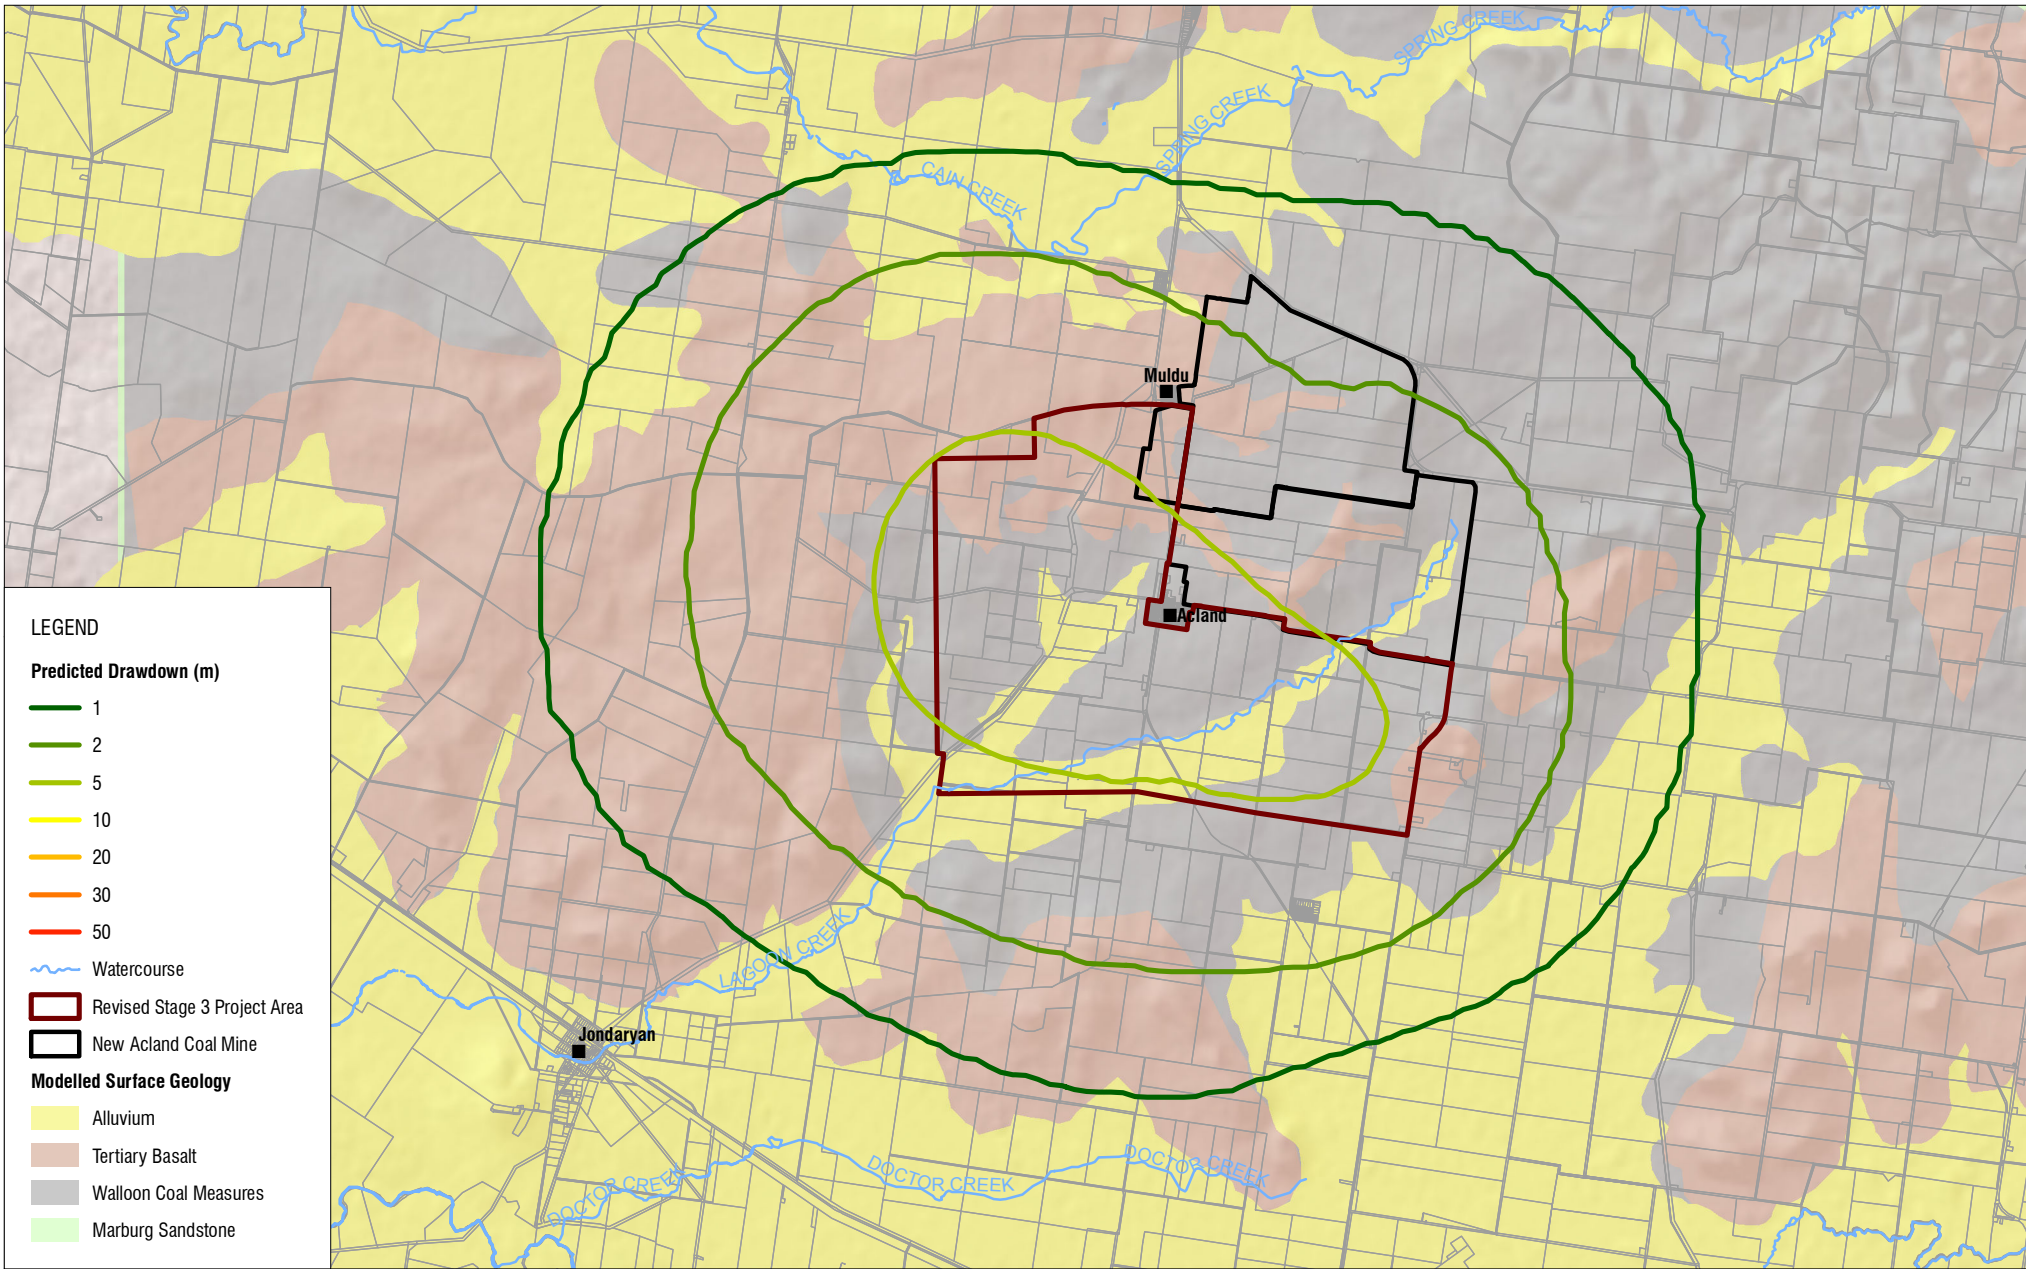 SPRING CREEK
SPRING CREEK
CAIN CREEK
Muldu
Acland
LAGOON CREEK
Jondaryan
DOCTOR CREEK
DOCTOR CREEK
DOCTOR CREEK
LEGEND
Predicted Drawdown (m)
1
2
5
10
20
30
50
Watercourse
Revised Stage 3 Project Area
New Acland Coal Mine
Modelled Surface Geology
Alluvium
Tertiary Basalt
Walloon Coal Measures
Marburg Sandstone